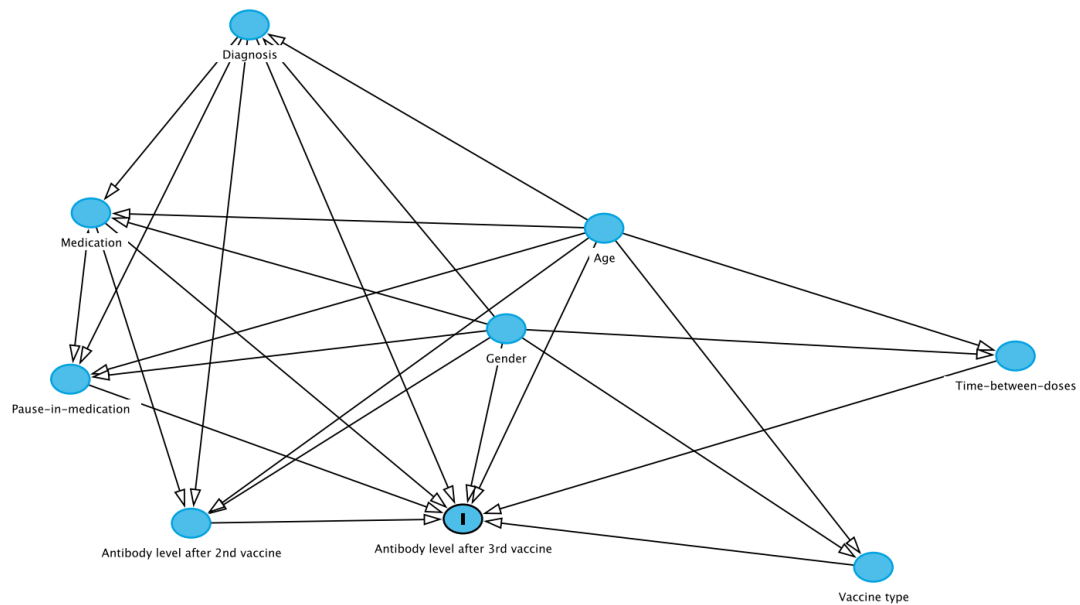 Diagnosis
Medication
Age
Gender
Time-between-doses
Pause-in-medication
Antibody level after 2nd vaccine
Antibody level after 3rd vaccine
Vaccine type